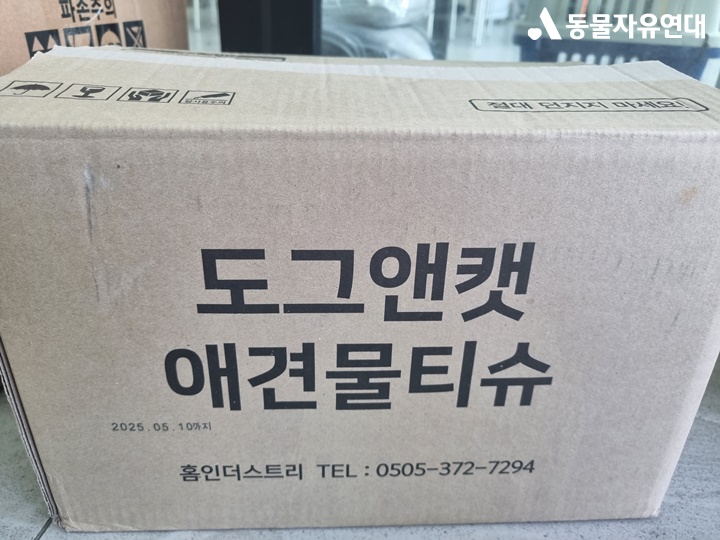 파손주의
동물자유연대
절대 던지지 마세요!
도그앤캣
애견물티슈
2025.05.10까지
홈인더스트리 TEL : 0505-372-7294